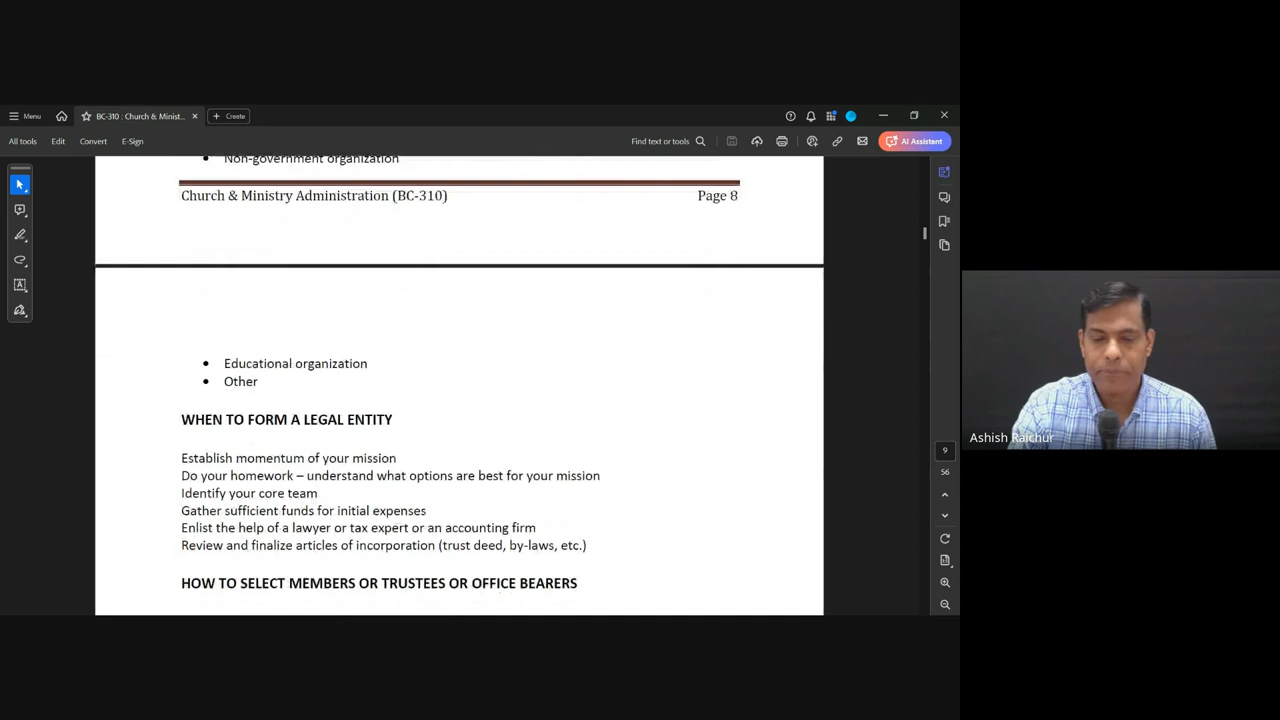 Menu
BC-310 : Church & Minist...
Create
All tools
Edit
Convert
E-Sign
Find text or tools
AI Assistant
• Non-government organization
Church & Ministry Administration (BC-310)
Page 8
• Educational organization
• Other
WHEN TO FORM A LEGAL ENTITY
Establish momentum of your mission
Do your homework – understand what options are best for your mission
Identify your core team
Gather sufficient funds for initial expenses
Enlist the help of a lawyer or tax expert or an accounting firm
Review and finalize articles of incorporation (trust deed, by-laws, etc.)
HOW TO SELECT MEMBERS OR TRUSTEES OR OFFICE BEARERS
9
56
Ashish Raichur